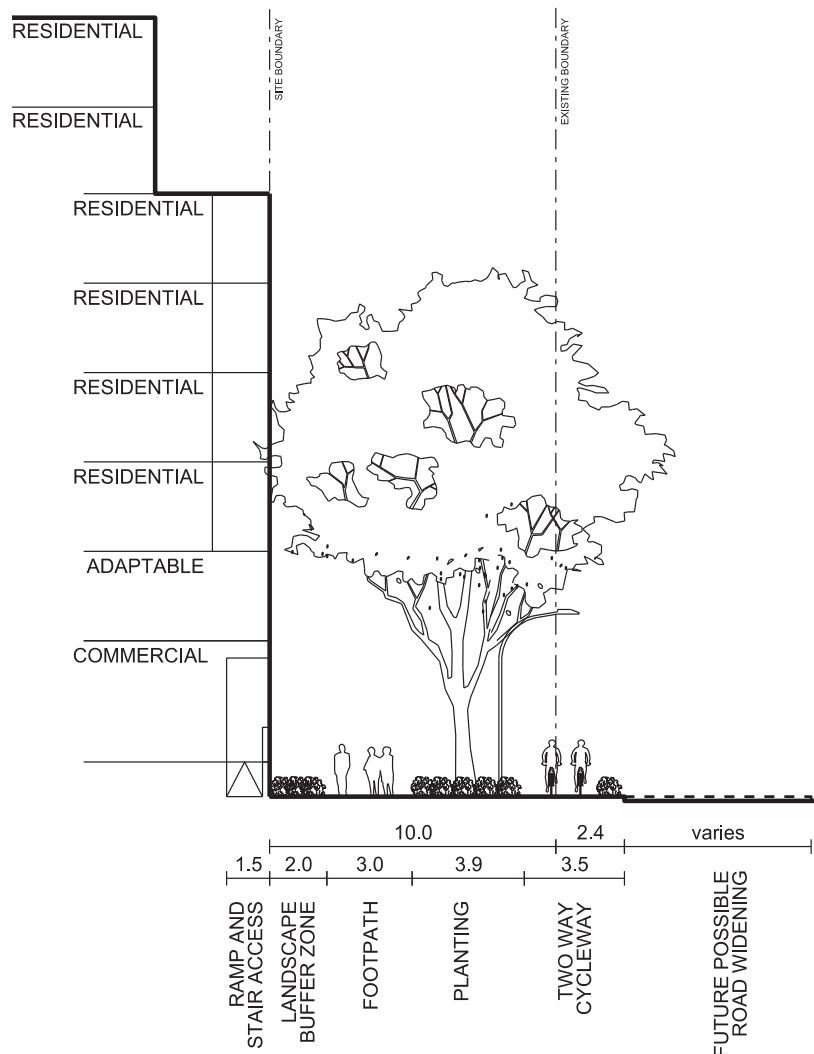 RESIDENTIAL
RESIDENTIAL
SITE BOUNDARY
EXISTING BOUNDARY
RESIDENTIAL
RESIDENTIAL
RESIDENTIAL
RESIDENTIAL
ADAPTABLE
COMMERCIAL
10.0
2.4
varies
1.5
2.0
3.0
3.9
3.5
RAMP AND
STAIR ACCESS
LANDSCAPE
BUFFER ZONE
FOOTPATH
PLANTING
TWO WAY
CYCLEWAY
FUTURE POSSIBLE
ROAD WIDENING